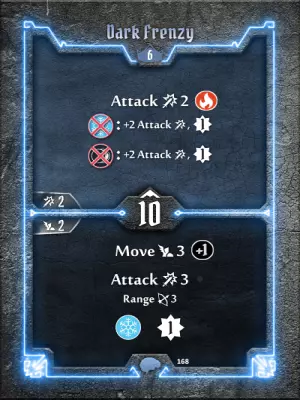 Dark Frenzy
6
Attack 2
: +2 Attack , 1
: +2 Attack , 1
2
10
2
Move 3 +1
Attack 3
Range 3
1
168